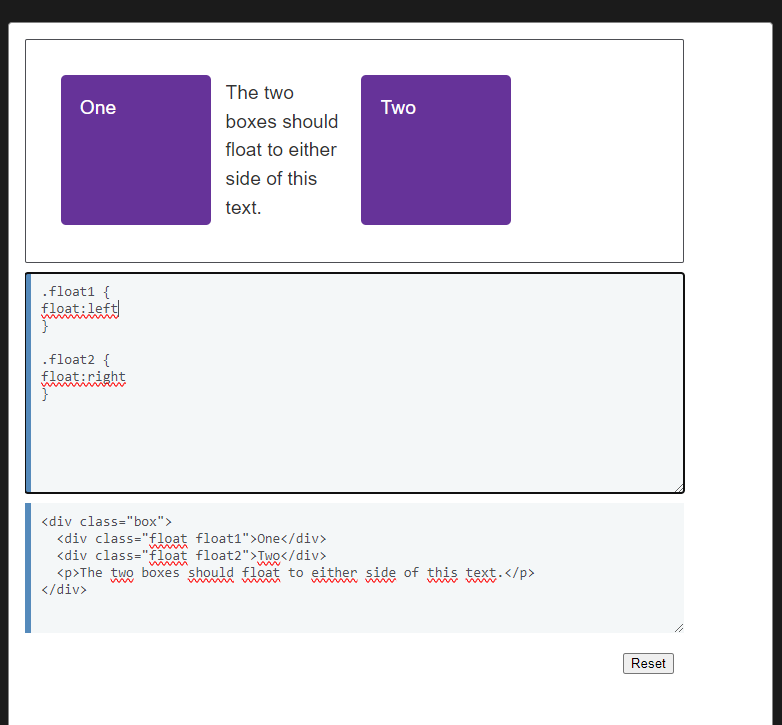 One
The two
boxes should
float to either
side of this
text.
Two
.float1 {
float:left
}
.float2 {
float:right
}
<div class="box">
  <div class="float float1">One</div>
  <div class="float float2">Two</div>
  <p>The two boxes should float to either side of this text.</p>
</div>
Reset